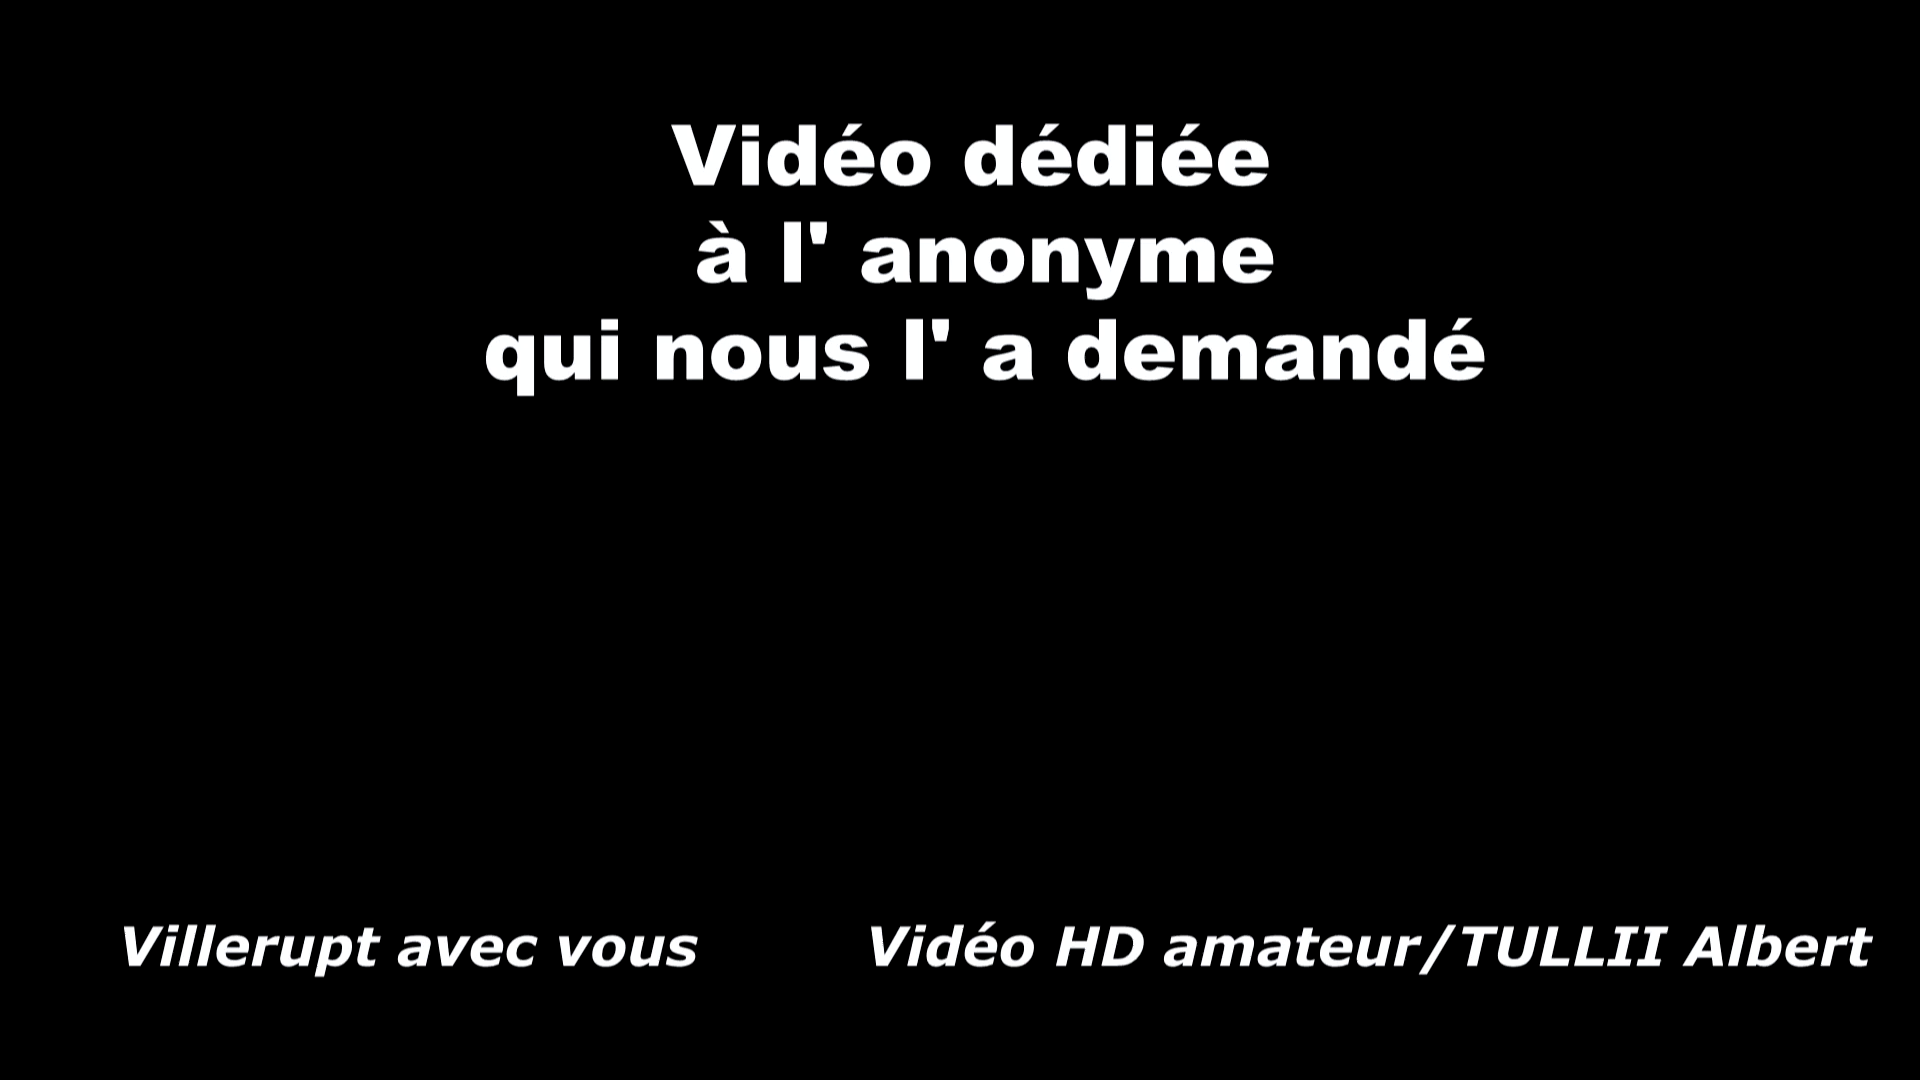 Vidéo dédiée
à l' anonyme
qui nous l' a demandé
Villerupt avec vous
Vidéo HD amateur/TULLII Albert